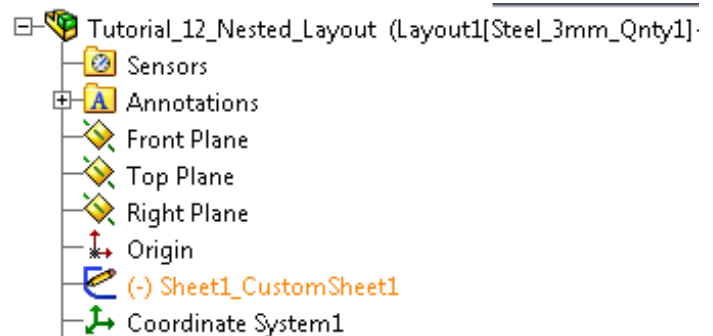 Tutorial_12_Nested_Layout (Layout1[Steel_3mm_Qnty1]
Sensors
A Annotations
Front Plane
Top Plane
Right Plane
Origin
(-) Sheet1_CustomSheet1
Coordinate System1